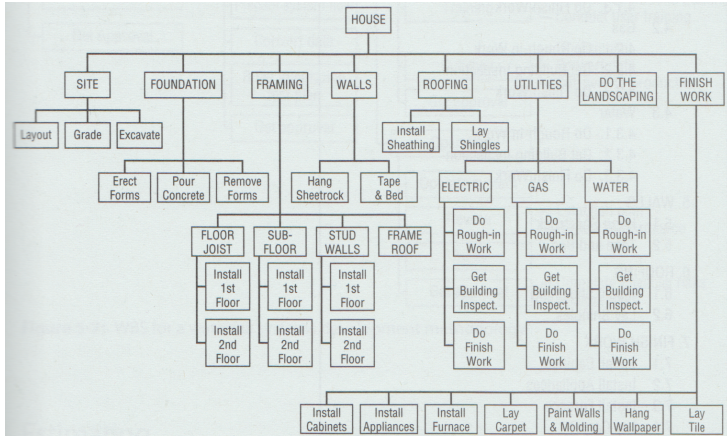 HOUSE
SITE
FOUNDATION
FRAMING
WALLS
ROOFING
UTILITIES
DO THE
LANDSCAPING
FINISH
WORK
Layout
Grade
Excavate
Install
Sheathing
Lay
Shingles
Erect
Forms
Pour
Concrete
Remove
Forms
Hang
Sheetrock
Tape
& Bed
ELECTRIC
GAS
WATER
FLOOR
JOIST
SUB-
FLOOR
STUD
WALLS
FRAME
ROOF
Install
1st
Floor
Install
1st
Floor
Install
1st
Floor
Install
2nd
Floor
Install
2nd
Floor
Install
2nd
Floor
Do
Rough-in
Work
Do
Rough-in
Work
Do
Rough-in
Work
Get
Building
Inspect.
Get
Building
Inspect.
Get
Building
Inspect.
Do
Finish
Work
Do
Finish
Work
Do
Finish
Work
Install
Cabinets
Install
Appliances
Install
Furnace
Lay
Carpet
Paint Walls
& Molding
Hang
Wallpaper
Lay
Tile